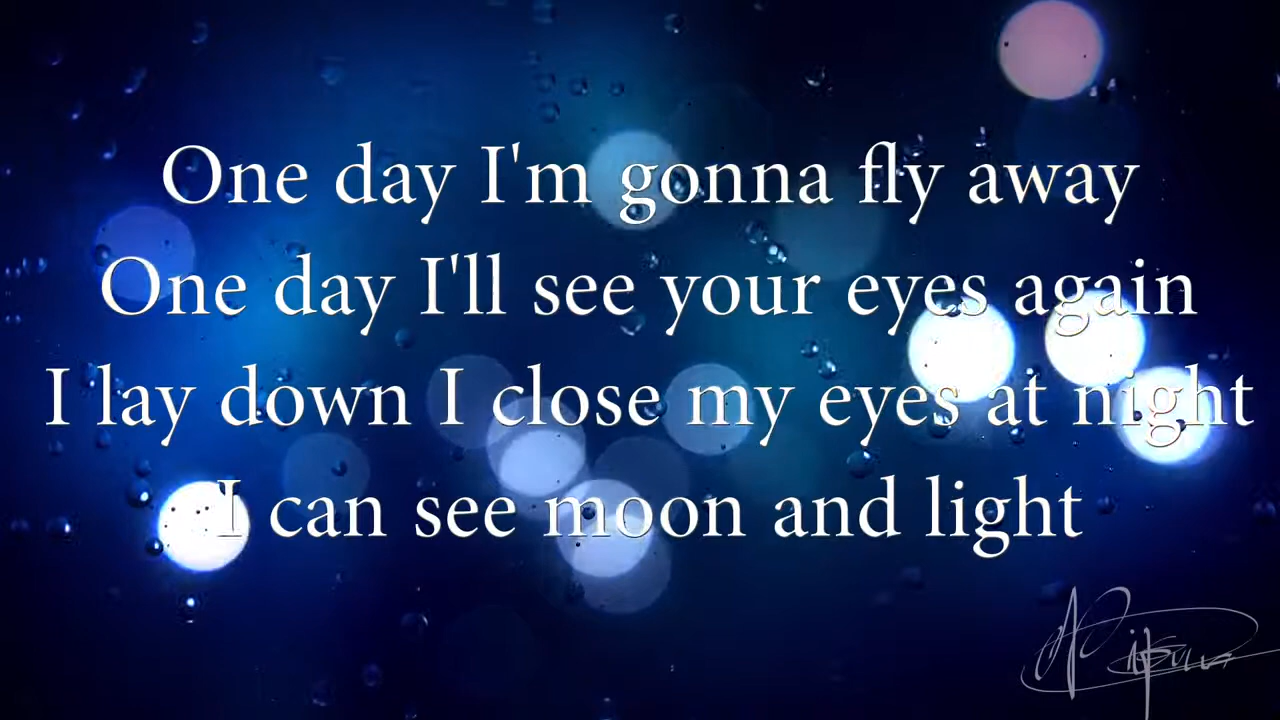 One day I'm gonna fly away
One day I'll see your eyes again
I lay down I close my eyes at night
I can see moon and light